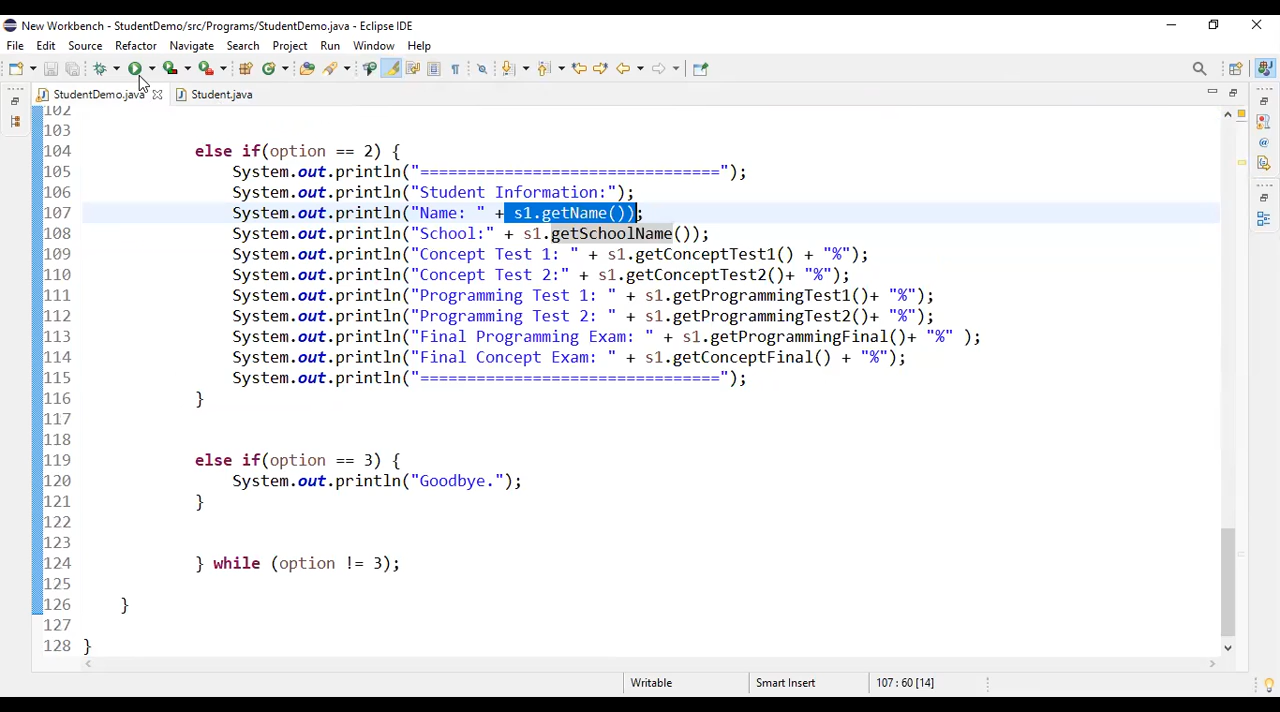 New Workbench - StudentDemo/src/Programs/StudentDemo.java - Eclipse IDE
File Edit Source Refactor Navigate Search Project Run Window Help
StudentDemo.java Student.java
102
103
104 else if(option == 2) {
105 System.out.println("================================");
106 System.out.println("Student Information:");
107 System.out.println("Name: " + s1.getName());
108 System.out.println("School:" + s1.getSchoolName());
109 System.out.println("Concept Test 1: " + s1.getConceptTest1() + "%");
110 System.out.println("Concept Test 2:" + s1.getConceptTest2()+ "%");
111 System.out.println("Programming Test 1: " + s1.getProgrammingTest1()+ "%");
112 System.out.println("Programming Test 2: " + s1.getProgrammingTest2()+ "%");
113 System.out.println("Final Programming Exam: " + s1.getProgrammingFinal()+ "%" );
114 System.out.println("Final Concept Exam: " + s1.getConceptFinal() + "%");
115 System.out.println("================================");
116 }
117
118
119 else if(option == 3) {
120 System.out.println("Goodbye.");
121 }
122
123
124 } while (option != 3);
125
126 }
127
128 }
Writable Smart Insert 107 : 60 [14]